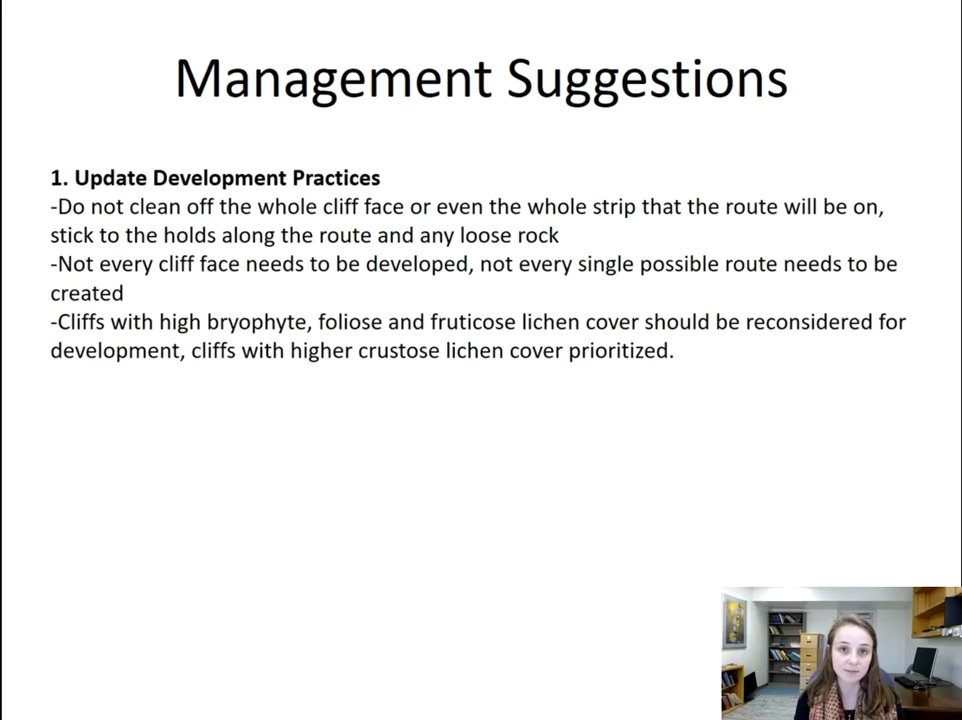 Management Suggestions
1. Update Development Practices
-Do not clean off the whole cliff face or even the whole strip that the route will be on,
stick to the holds along the route and any loose rock
-Not every cliff face needs to be developed, not every single possible route needs to be
created
-Cliffs with high bryophyte, foliose and fruticose lichen cover should be reconsidered for
development, cliffs with higher crustose lichen cover prioritized.